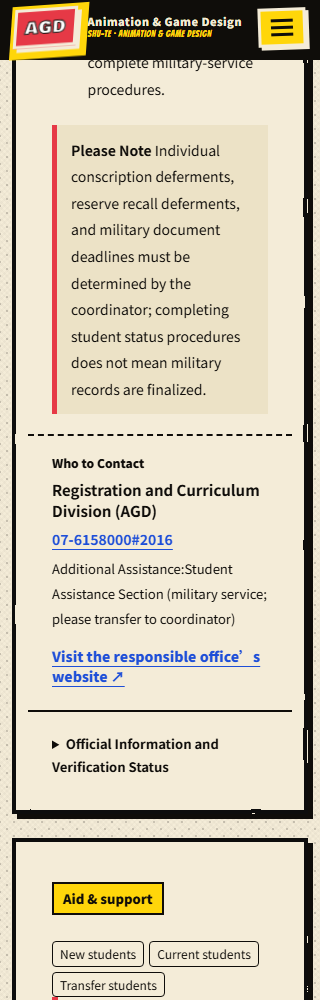 AGD
Animation & Game Design
SHU-TE · ANIMATION & GAME DESIGN
complete military-service
procedures.
Please Note Individual
conscription deferments,
reserve recall deferments,
and military document
deadlines must be
determined by the
coordinator; completing
student status procedures
does not mean military
records are finalized.
Who to Contact
Registration and Curriculum
Division (AGD)
07-6158000#2016
Additional Assistance:Student
Assistance Section (military service;
please transfer to coordinator)
Visit the responsible office’s
website ↗
▶ Official Information and
Verification Status
Aid & support
New students
Current students
Transfer students